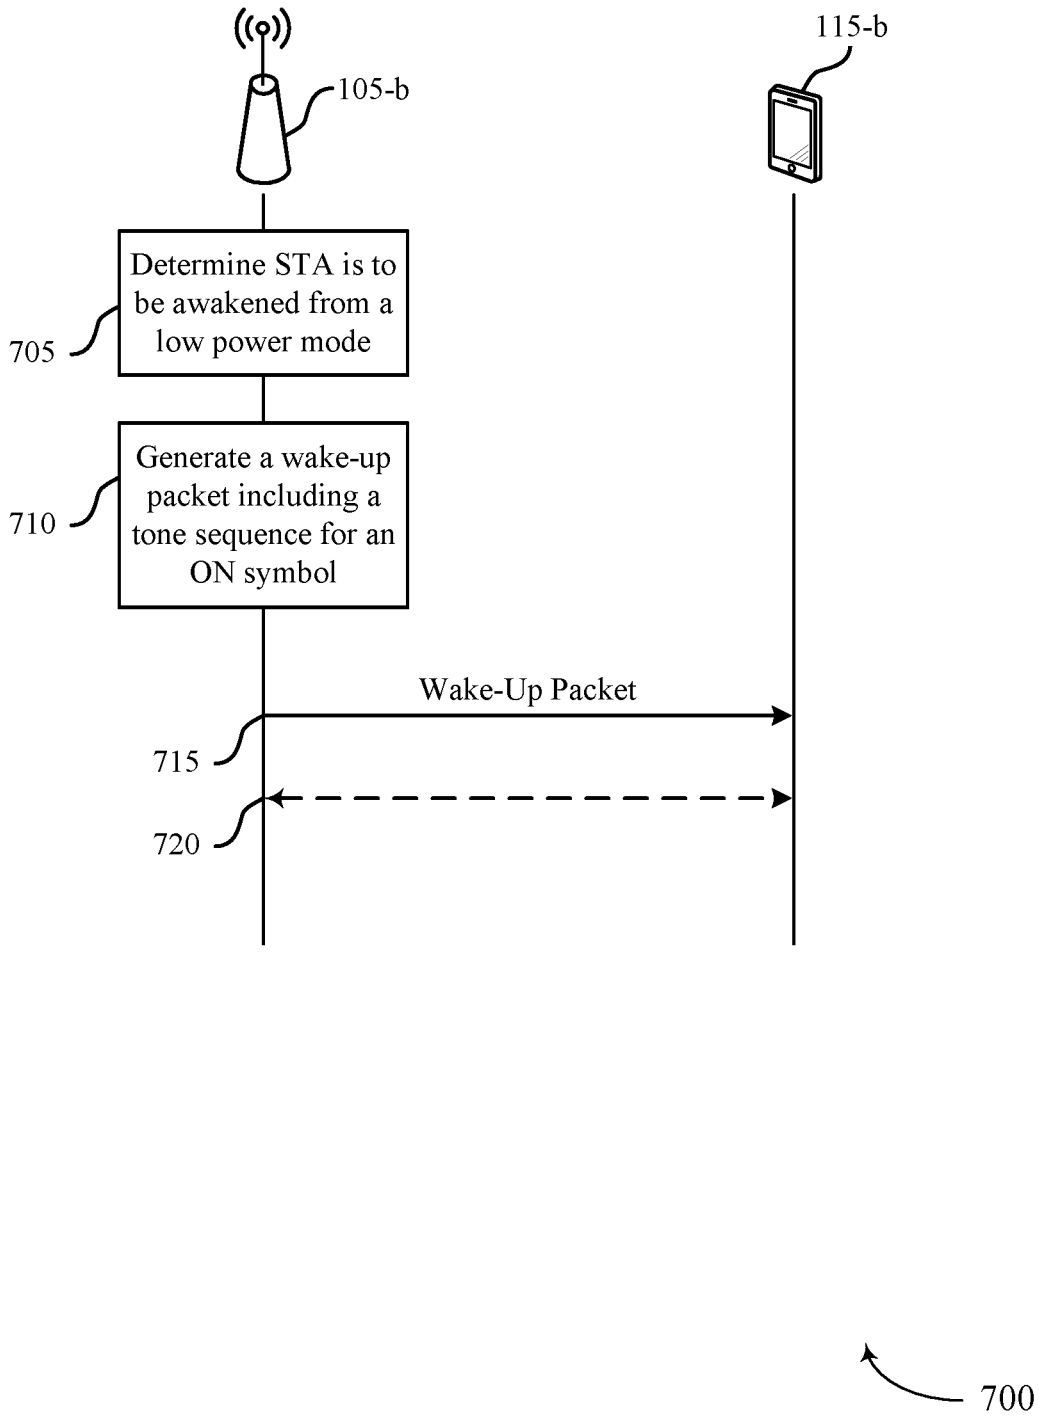 115-b
105-b
Determine STA is to
be awakened from a
low power mode
705
Generate a wake-up
packet including a
tone sequence for an
ON symbol
710
Wake-Up Packet
715
720
700